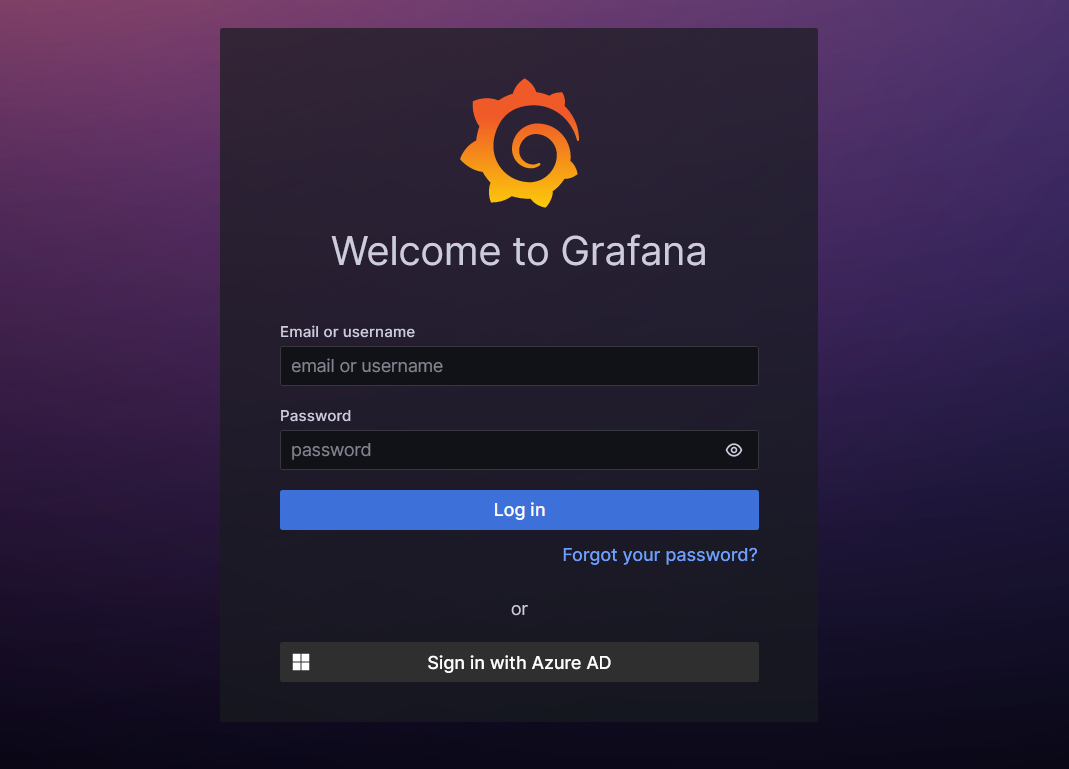 Welcome to Grafana
Email or username
email or username
Password
password
Log in
Forgot your password?
or
Sign in with Azure AD